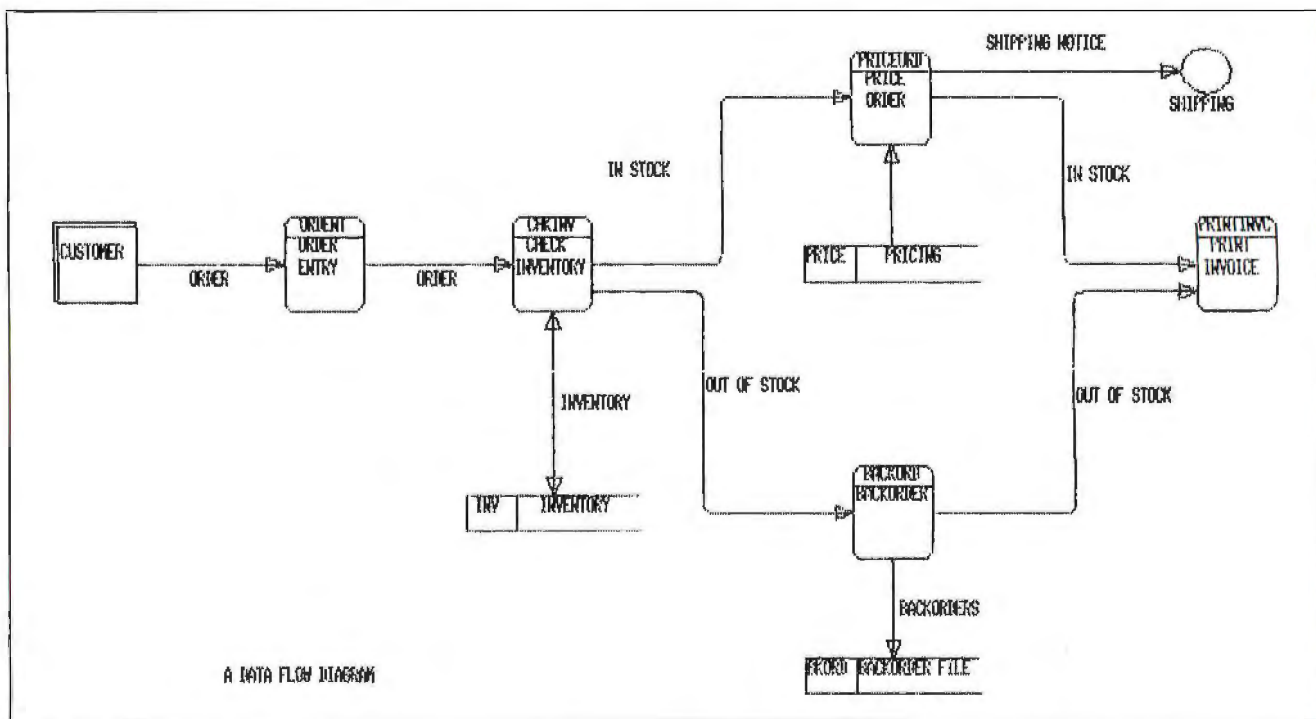 SHIPPING NOTICE
PRICEORD
PRICE
ORDER
SHIPPING
IN STOCK
IN STOCK
CUSTOMER
ORDENT
ORDER
ENTRY
CHKINV
CHECK
INVENTORY
PRINTINVC
PRINT
INVOICE
ORDER
ORDER
PRICE PRICING
OUT OF STOCK
OUT OF STOCK
INVENTORY
BACKORD
BACKORDER
INV INVENTORY
BACKORDERS
BKORD BACKORDER FILE
A DATA FLOW DIAGRAM